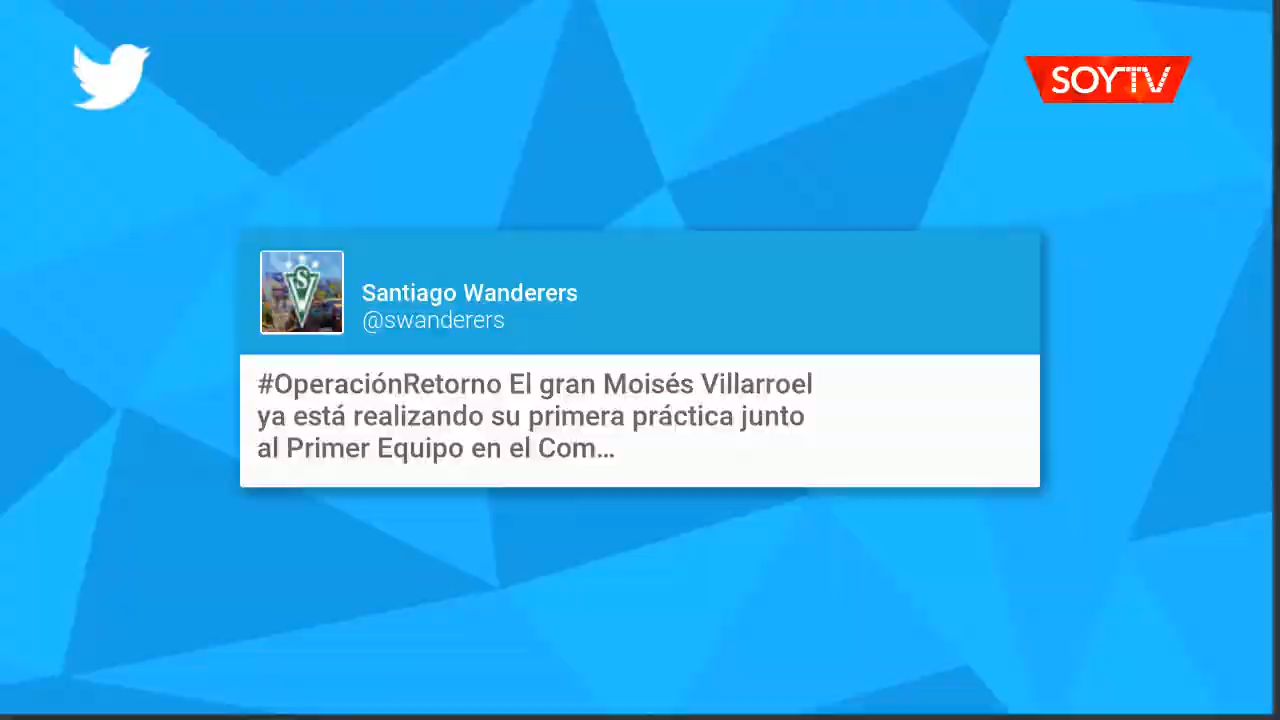 SOYTV
Santiago Wanderers
@swanderers
#OperaciónRetorno El gran Moisés Villarroel
ya está realizando su primera práctica junto
al Primer Equipo en el Com...